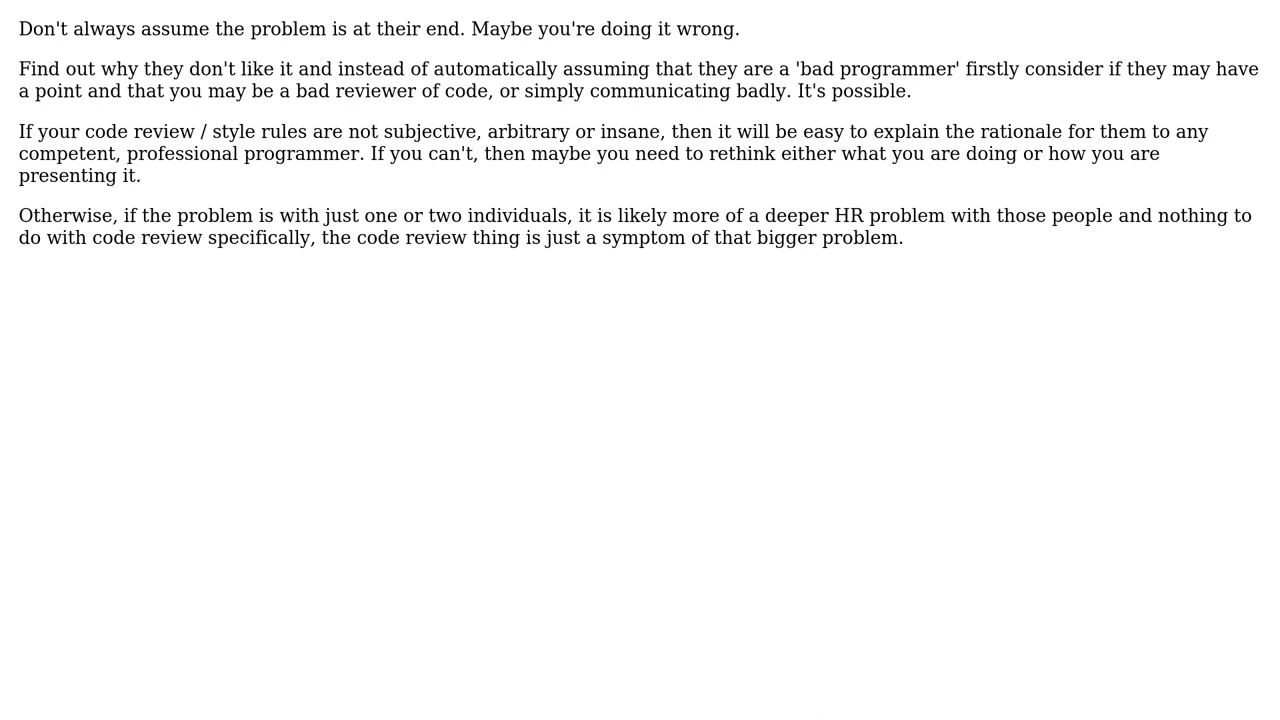 Don't always assume the problem is at their end. Maybe you're doing it wrong.
Find out why they don't like it and instead of automatically assuming that they are a 'bad programmer' firstly consider if they may have
a point and that you may be a bad reviewer of code, or simply communicating badly. It's possible.
If your code review / style rules are not subjective, arbitrary or insane, then it will be easy to explain the rationale for them to any
competent, professional programmer. If you can't, then maybe you need to rethink either what you are doing or how you are
presenting it.
Otherwise, if the problem is with just one or two individuals, it is likely more of a deeper HR problem with those people and nothing to
do with code review specifically, the code review thing is just a symptom of that bigger problem.